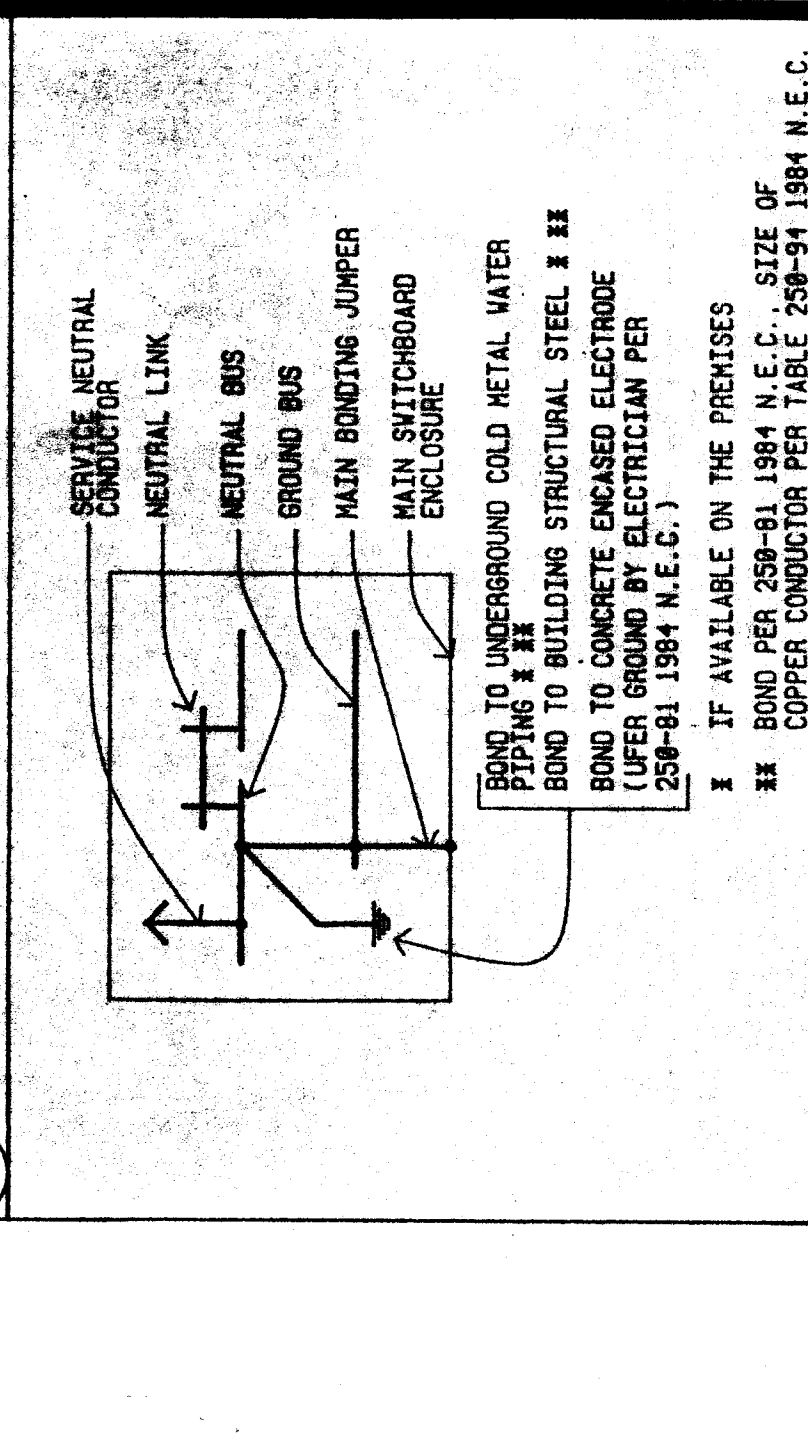 SERVICE NEUTRAL
CONDUCTOR
NEUTRAL LINK
NEUTRAL BUS
GROUND BUS
MAIN BONDING JUMPER
MAIN SWITCHBOARD
ENCLOSURE
BOND TO UNDERGROUND COLD METAL WATER
PIPING * **
BOND TO BUILDING STRUCTURAL STEEL * **
BOND TO CONCRETE ENCASED ELECTRODE
(UFER GROUND BY ELECTRICIAN PER
250-81 1984 N.E.C.)
* IF AVAILABLE ON THE PREMISES
** BOND PER 250-81 1984 N.E.C., SIZE OF
COPPER CONDUCTOR PER TABLE 250-94 1984 N.E.C.